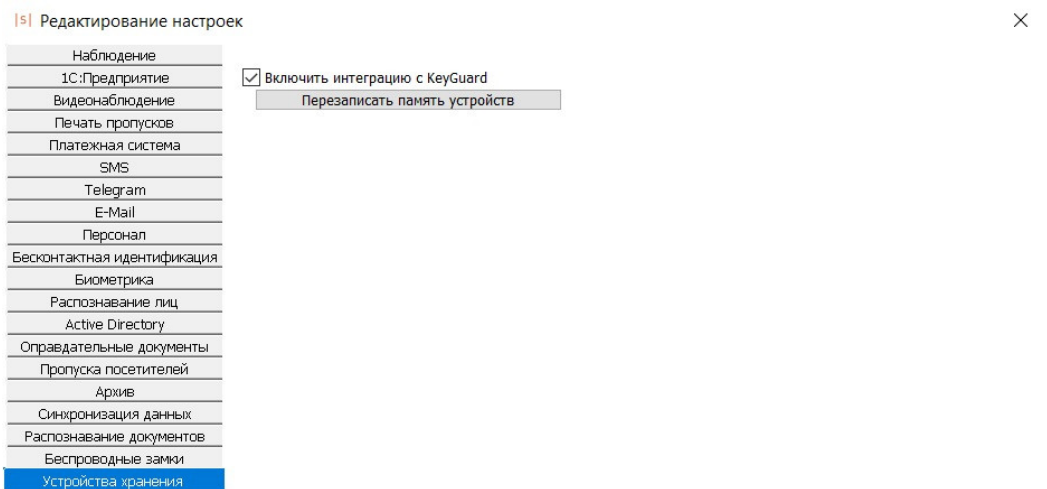 |s| Редактирование настроек
Наблюдение
1С:Предприятие
Видеонаблюдение
Печать пропусков
Платежная система
SMS
Telegram
E-Mail
Персонал
Бесконтактная идентификация
Биометрика
Распознавание лиц
Active Directory
Оправдательные документы
Пропуска посетителей
Архив
Синхронизация данных
Распознавание документов
Беспроводные замки
Устройства хранения
Включить интеграцию с KeyGuard
Перезаписать память устройств